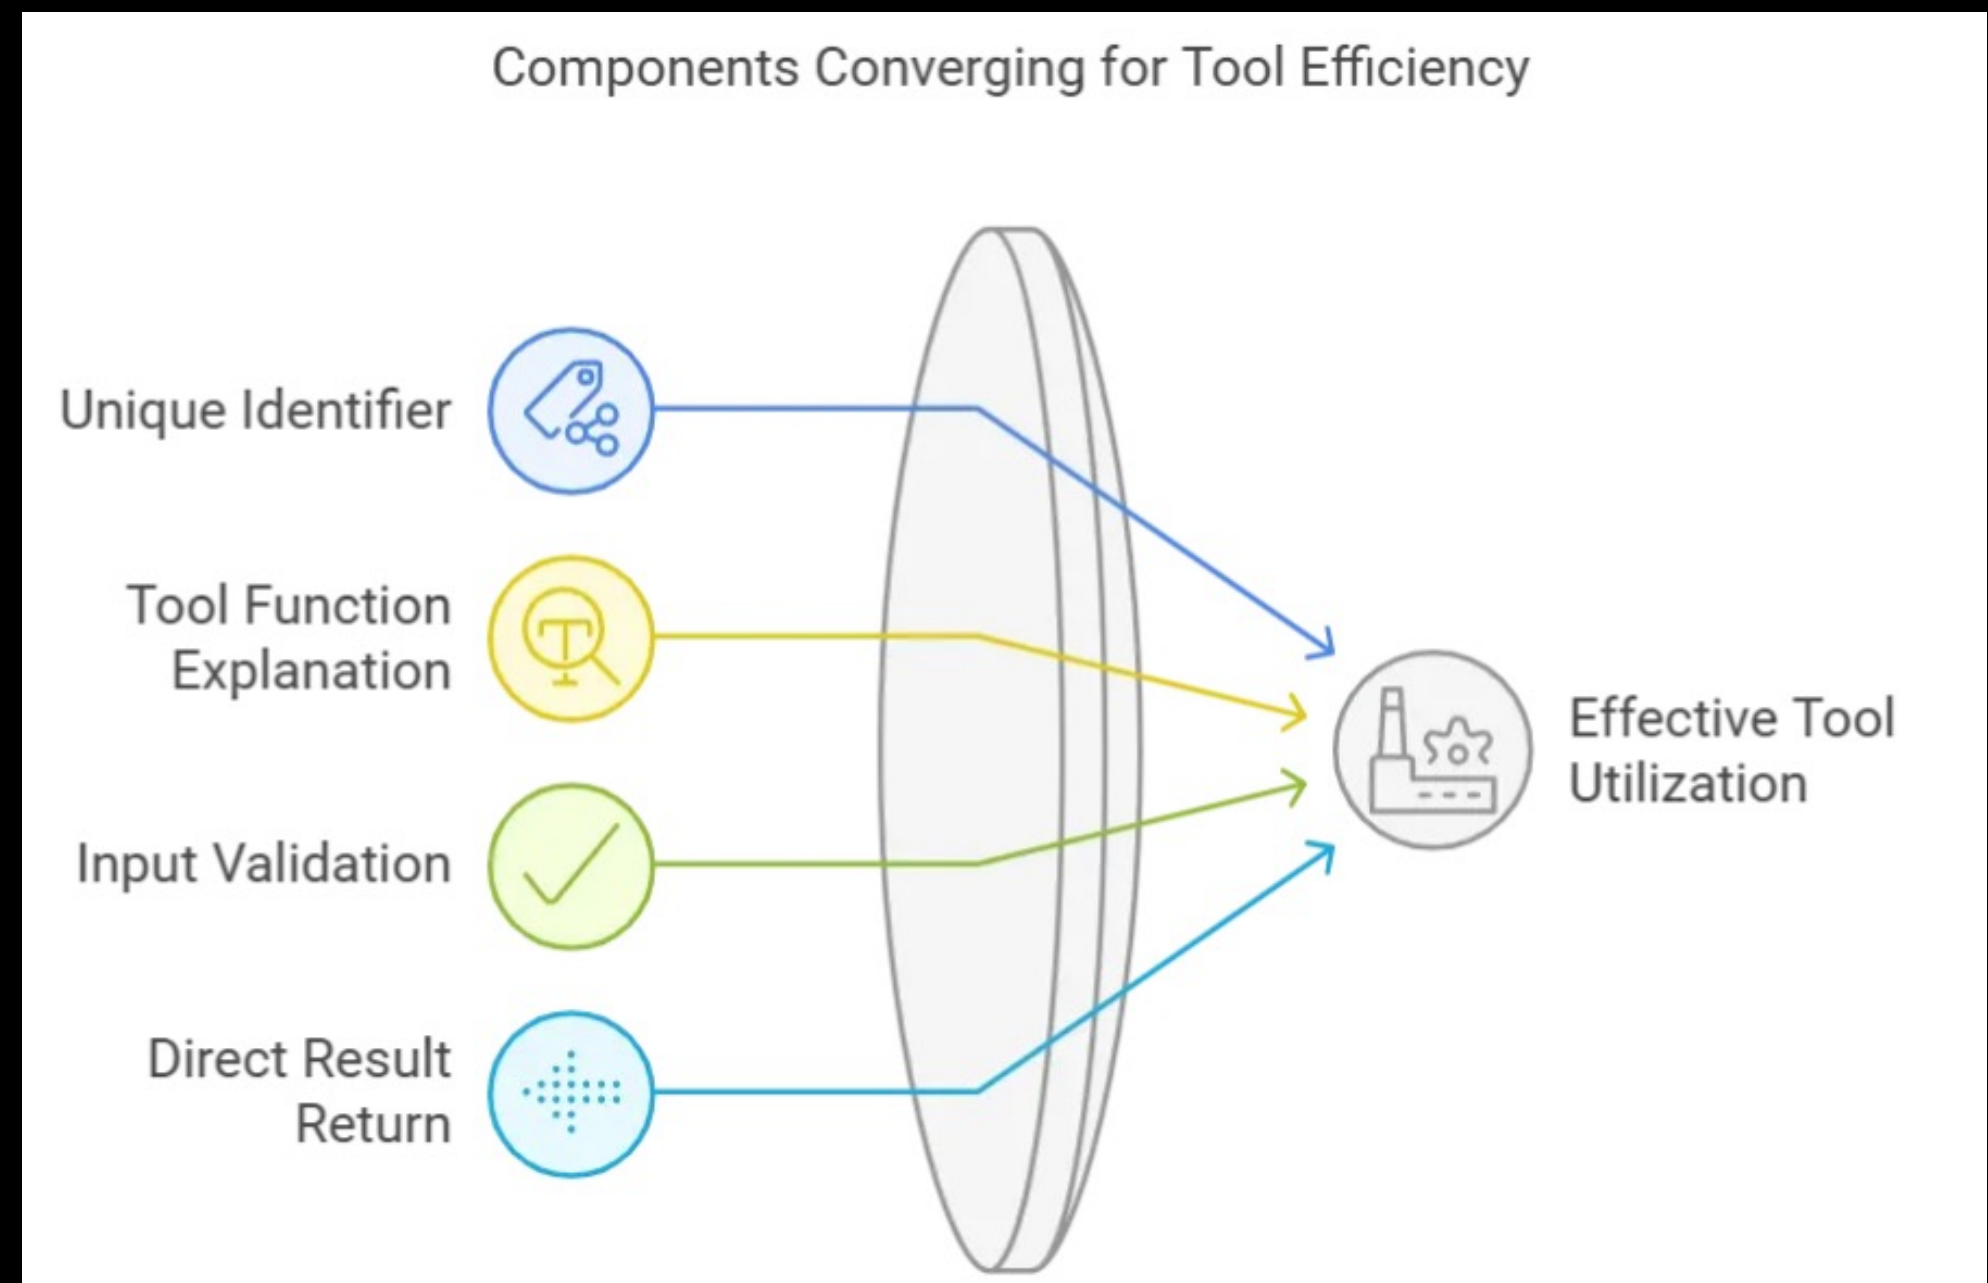 Components Converging for Tool Efficiency
Unique Identifier
Tool Function
Explanation
Input Validation
Direct Result
Return
Effective Tool
Utilization